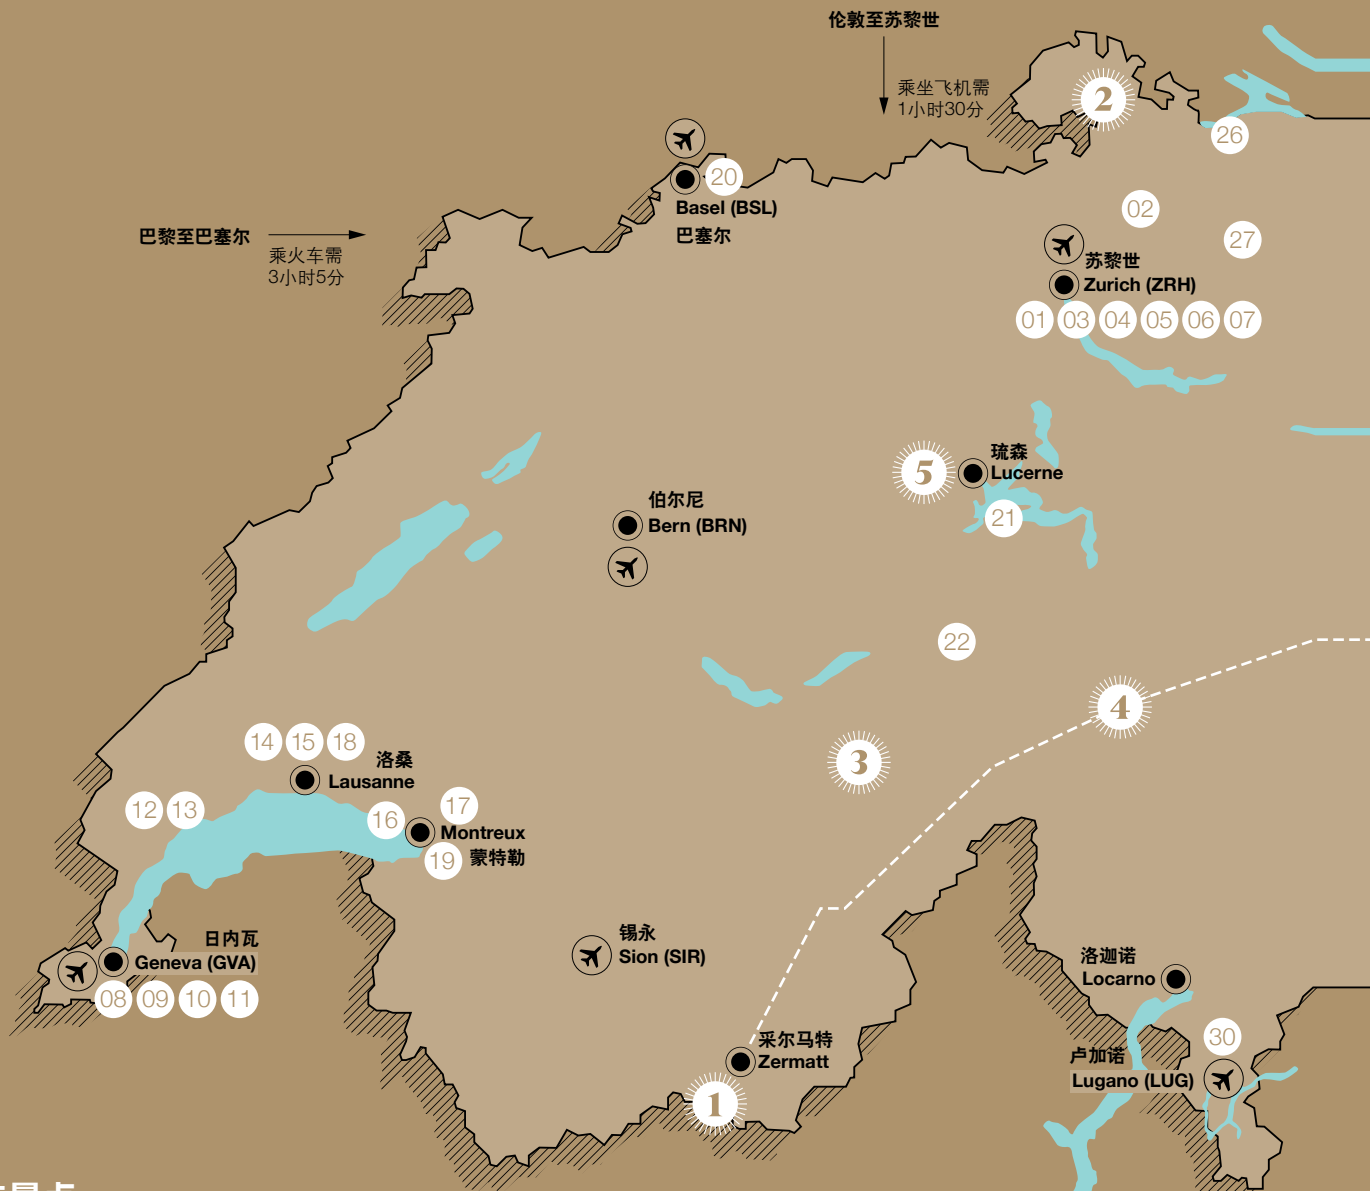 伦敦至苏黎世
乘坐飞机需
1小时30分
2
26
20
Basel (BSL)
巴塞尔
02
巴黎至巴塞尔
乘火车需
3小时5分
27
苏黎世
Zurich (ZRH)
01 03 04 05 06 07
5
琉森
Lucerne
21
伯尔尼
Bern (BRN)
22
4
14 15 18
洛桑
Lausanne
3
12 13
16
17
Montreux
19
蒙特勒
日内瓦
Geneva (GVA)
08 09 10 11
锡永
Sion (SIR)
洛迦诺
Locarno
采尔马特
Zermatt
1
30
卢加诺
Lugano (LUG)